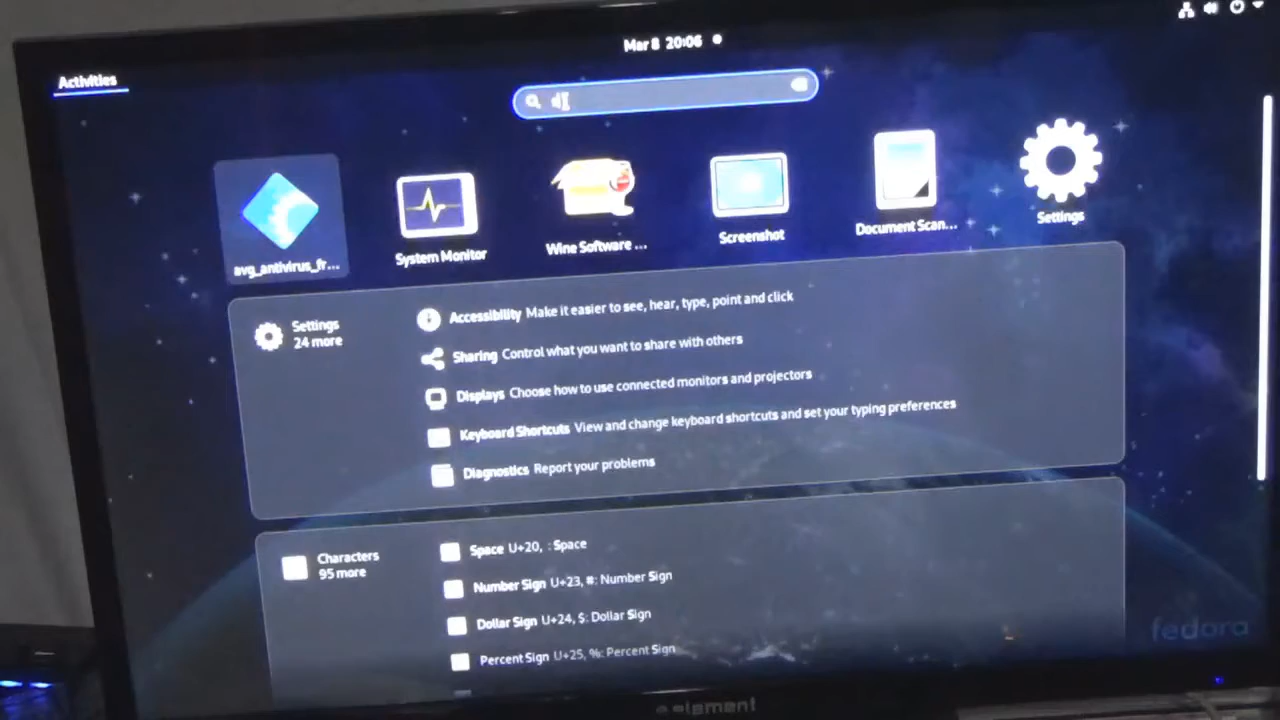 Mar 8 20:06
Activities
avg_antivirus_fr...
System Monitor
Wine Software ...
Screenshot
Document Scan...
Settings
Settings
24 more
Accessibility Make it easier to see, hear, type, point and click
Sharing Control what you want to share with others
Displays Choose how to use connected monitors and projectors
Keyboard Shortcuts View and change keyboard shortcuts and set your typing preferences
Diagnostics Report your problems
Characters
95 more
Space U+20, : Space
Number Sign U+23, #: Number Sign
Dollar Sign U+24, $: Dollar Sign
Percent Sign U+25, %: Percent Sign
fedora
element